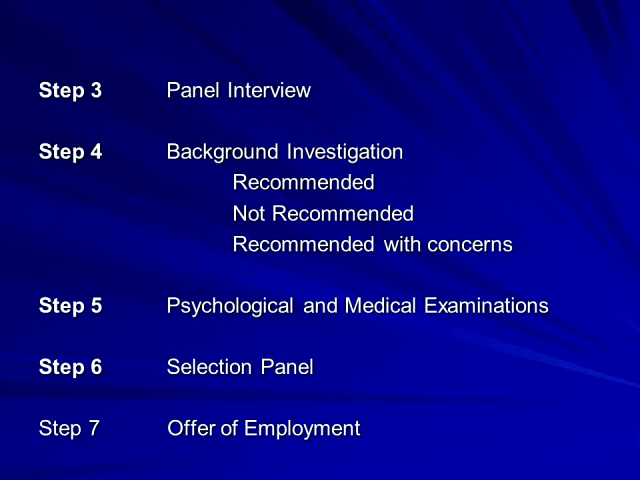 Step 3 Panel Interview
Step 4 Background Investigation
Recommended
Not Recommended
Recommended with concerns
Step 5 Psychological and Medical Examinations
Step 6 Selection Panel
Step 7 Offer of Employment